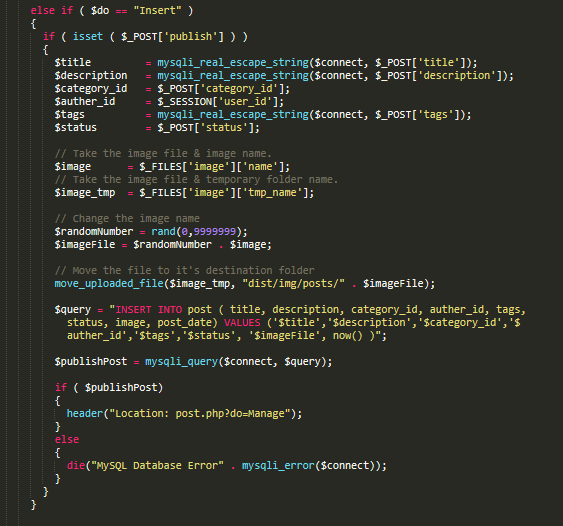 else if ( $do == "Insert" )
{
if ( isset ( $_POST['publish'] ) )
{
$title = mysqli_real_escape_string($connect, $_POST['title']);
$description = mysqli_real_escape_string($connect, $_POST['description']);
$category_id = $_POST['category_id'];
$auther_id = $_SESSION['user_id'];
$tags = mysqli_real_escape_string($connect, $_POST['tags']);
$status = $_POST['status'];
// Take the image file & image name.
$image = $_FILES['image']['name'];
// Take the image file & temporary folder name.
$image_tmp = $_FILES['image']['tmp_name'];
// Change the image name
$randomNumber = rand(0,9999999);
$imageFile = $randomNumber . $image;
// Move the file to it's destination folder
move_uploaded_file($image_tmp, "dist/img/posts/" . $imageFile);
$query = "INSERT INTO post ( title, description, category_id, auther_id, tags,
status, image, post_date) VALUES ('$title','$description','$category_id','$
auther_id','$tags','$status', '$imageFile', now() )";
$publishPost = mysqli_query($connect, $query);
if ( $publishPost)
{
header("Location: post.php?do=Manage");
}
else
{
die("MySQL Database Error" . mysqli_error($connect));
}
}
}